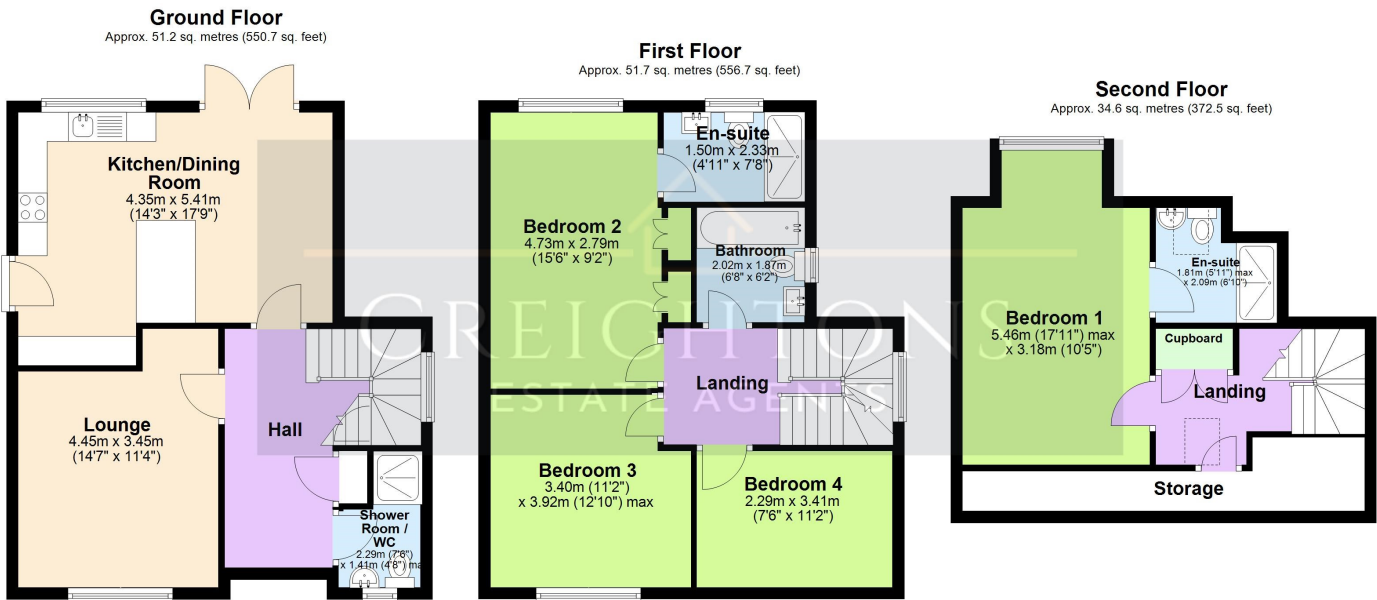 Ground Floor
Approx. 51.2 sq. metres (550.7 sq. feet)
Kitchen/Dining
Room
4.35m x 5.41m
(14'3" x 17'9")
Lounge
4.45m x 3.45m
(14'7" x 11'4")
Hall
Shower
Room /
WC
2.29m (7'6")
x 1.41m (4'8") ma
First Floor
Approx. 51.7 sq. metres (556.7 sq. feet)
En-suite
1.50m x 2.33m
(4'11" x 7'8")
Bedroom 2
4.73m x 2.79m
(15'6" x 9'2")
Bathroom
2.02m x 1.87m
(6'8" x 6'2")
Landing
Bedroom 3
3.40m (11'2")
x 3.92m (12'10") max
Bedroom 4
2.29m x 3.41m
(7'6" x 11'2")
Second Floor
Approx. 34.6 sq. metres (372.5 sq. feet)
En-suite
1.81m (5'11") max
x 2.09m (6'10")
Bedroom 1
5.46m (17'11") max
x 3.18m (10'5")
Cupboard
Landing
Storage
CREIGHTONS
ESTATE AGENTS